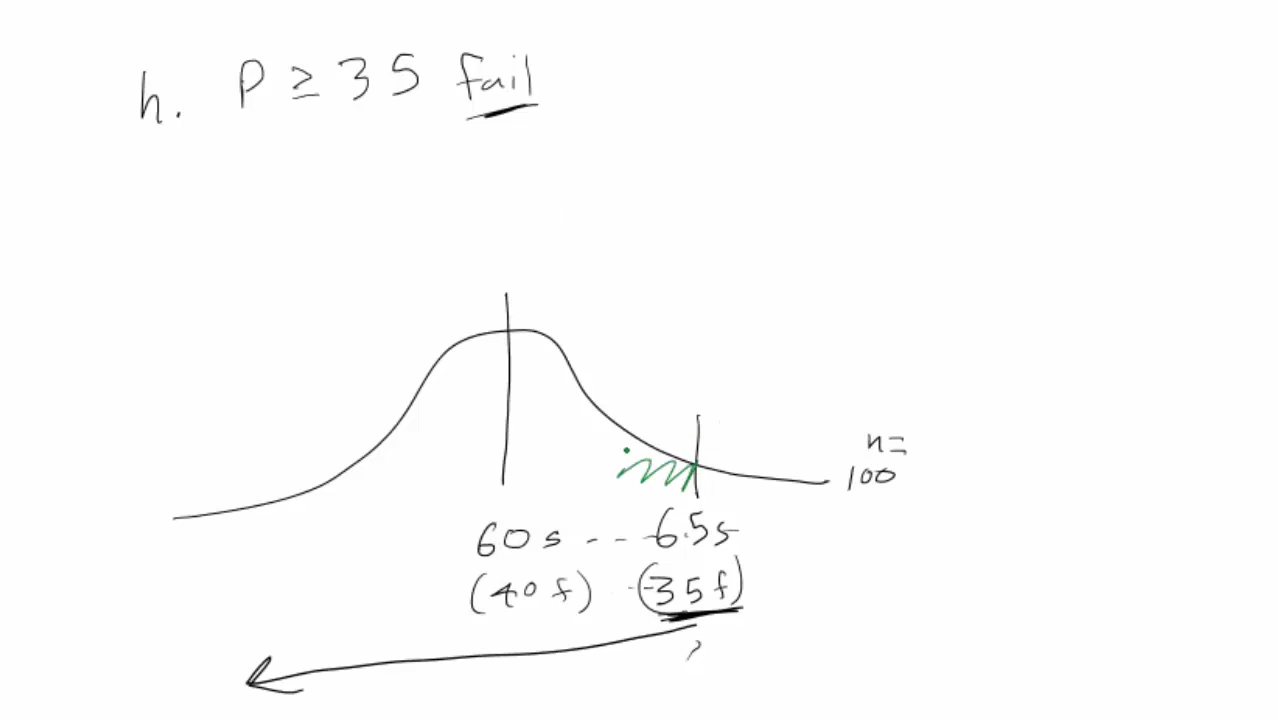 h. P ≥ 35 fail
n=
100
60s -- 65s
(40f) -- (35f)